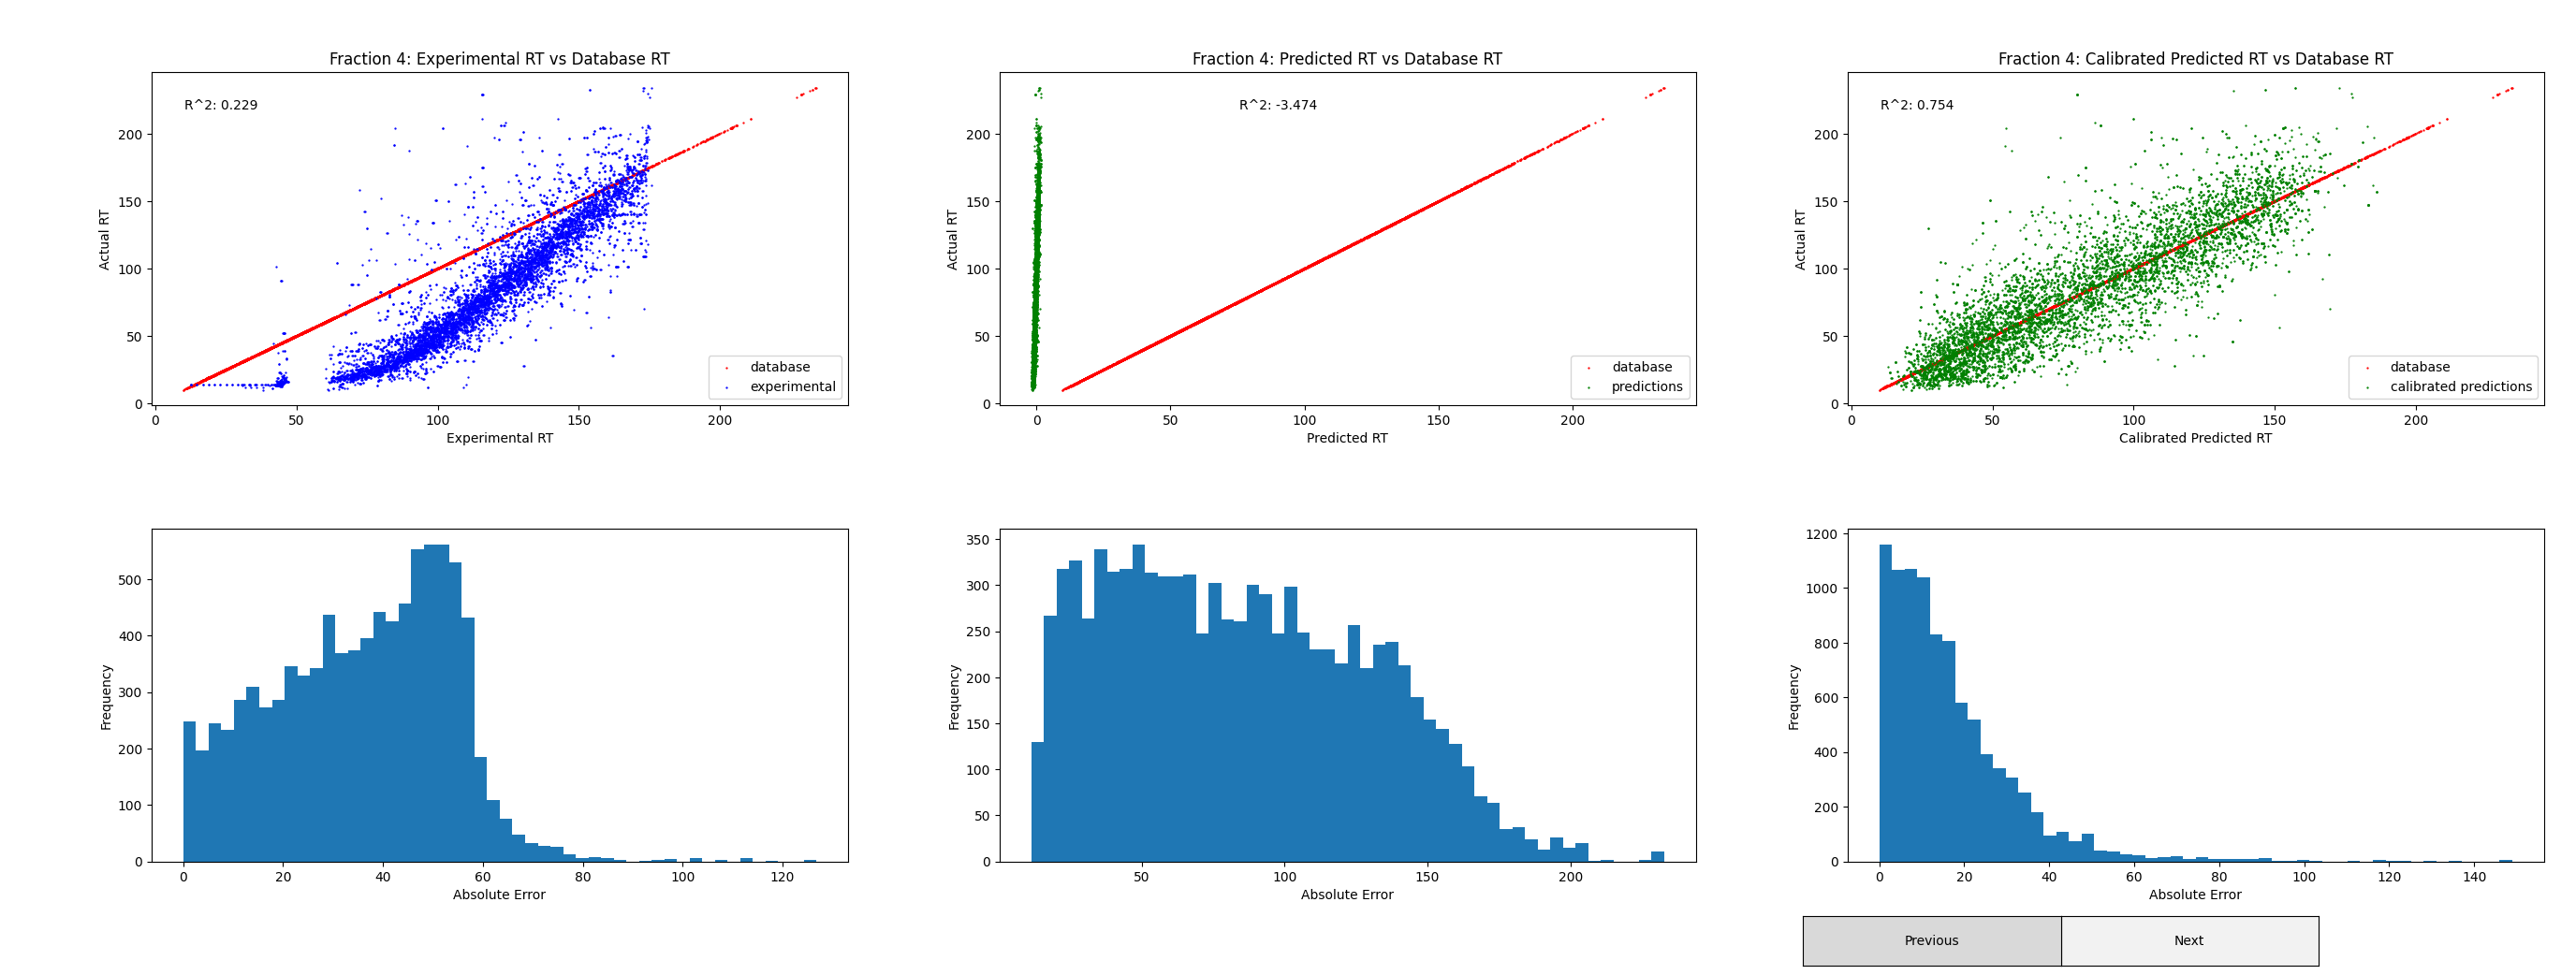 Fraction 4: Experimental RT vs Database RT
R^2: 0.229
Actual RT
200
150
100
50
0
0 50 100 150 200
Experimental RT
database
experimental
Fraction 4: Predicted RT vs Database RT
R^2: -3.474
Actual RT
200
150
100
50
0
0 50 100 150 200
Predicted RT
database
predictions
Fraction 4: Calibrated Predicted RT vs Database RT
R^2: 0.754
Actual RT
200
150
100
50
0
0 50 100 150 200
Calibrated Predicted RT
database
calibrated predictions
Frequency
500
400
300
200
100
0
0 20 40 60 80 100 120
Absolute Error
Frequency
350
300
250
200
150
100
50
0
50 100 150 200
Absolute Error
Frequency
1200
1000
800
600
400
200
0
0 20 40 60 80 100 120 140
Absolute Error
Previous
Next